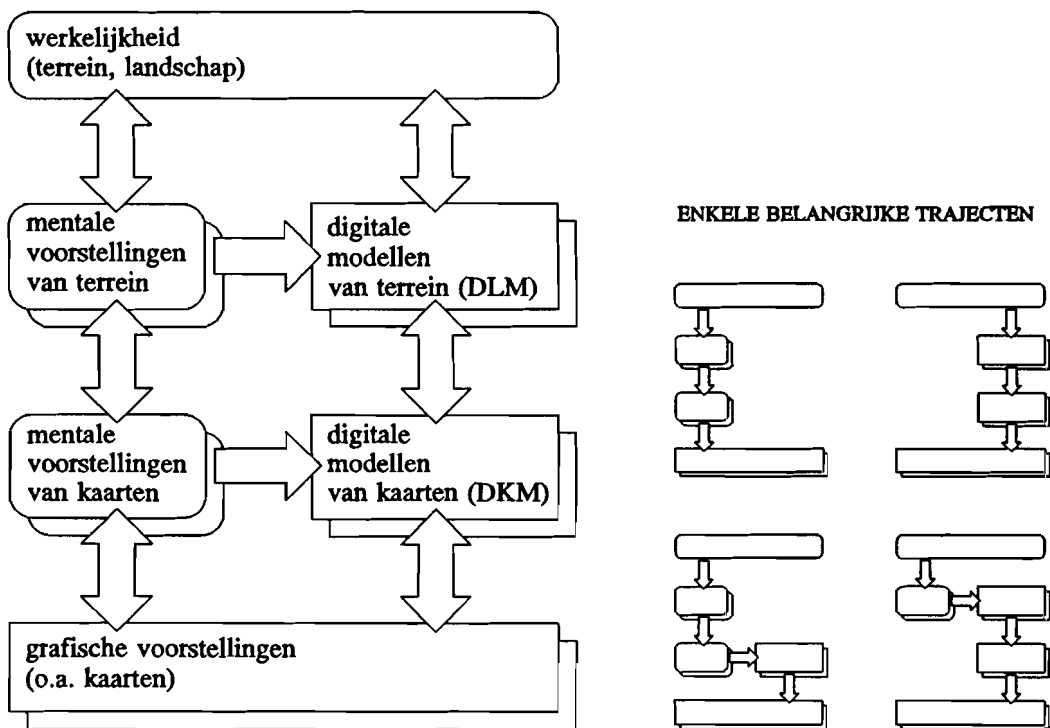 werkelijkheid
(terrein, landschap)
mentale
voorstellingen
van terrein
digitale
modellen
van terrein (DLM)
mentale
voorstellingen
van kaarten
digitale
modellen
van kaarten (DKM)
grafische voorstellingen
(o.a. kaarten)
ENKELE BELANGRIJKE TRAJECTEN